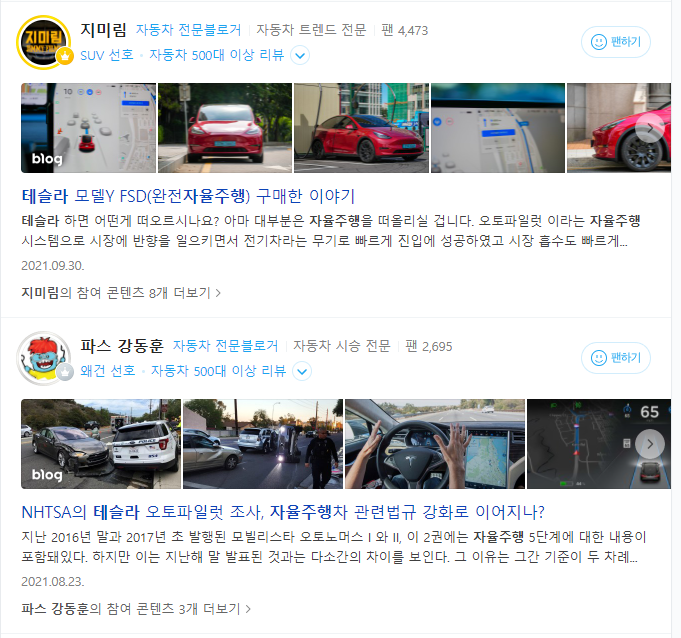 지미림
지미림 자동차 전문블로거 자동차 트렌드 전문 팬 4,473
SUV 선호 · 자동차 500대 이상 리뷰
팬하기
blog
테슬라 모델Y FSD(완전자율주행) 구매한 이야기
테슬라 하면 어떤게 떠오르시나요? 아마 대부분은 자율주행을 떠올리실 겁니다. 오토파일럿 이라는 자율주행
시스템으로 시장에 반향을 일으키면서 전기차라는 무기로 빠르게 진입에 성공하였고 시장 흡수도 빠르게...
2021.09.30.
지미림의 참여 콘텐츠 8개 더보기 >
파스 강동훈 자동차 전문블로거 자동차 시승 전문 팬 2,695
왜건 선호 · 자동차 500대 이상 리뷰
팬하기
65
blog
NHTSA의 테슬라 오토파일럿 조사, 자율주행차 관련법규 강화로 이어지나?
지난 2016년 말과 2017년 초 발행된 모빌리스타 오토노머스 I 와 II, 이 2권에는 자율주행 5단계에 대한 내용이
포함돼있다. 하지만 이는 지난해 말 발표된 것과는 다소간의 차이를 보인다. 그 이유는 그간 기준이 두 차례...
2021.08.23.
파스 강동훈의 참여 콘텐츠 3개 더보기 >